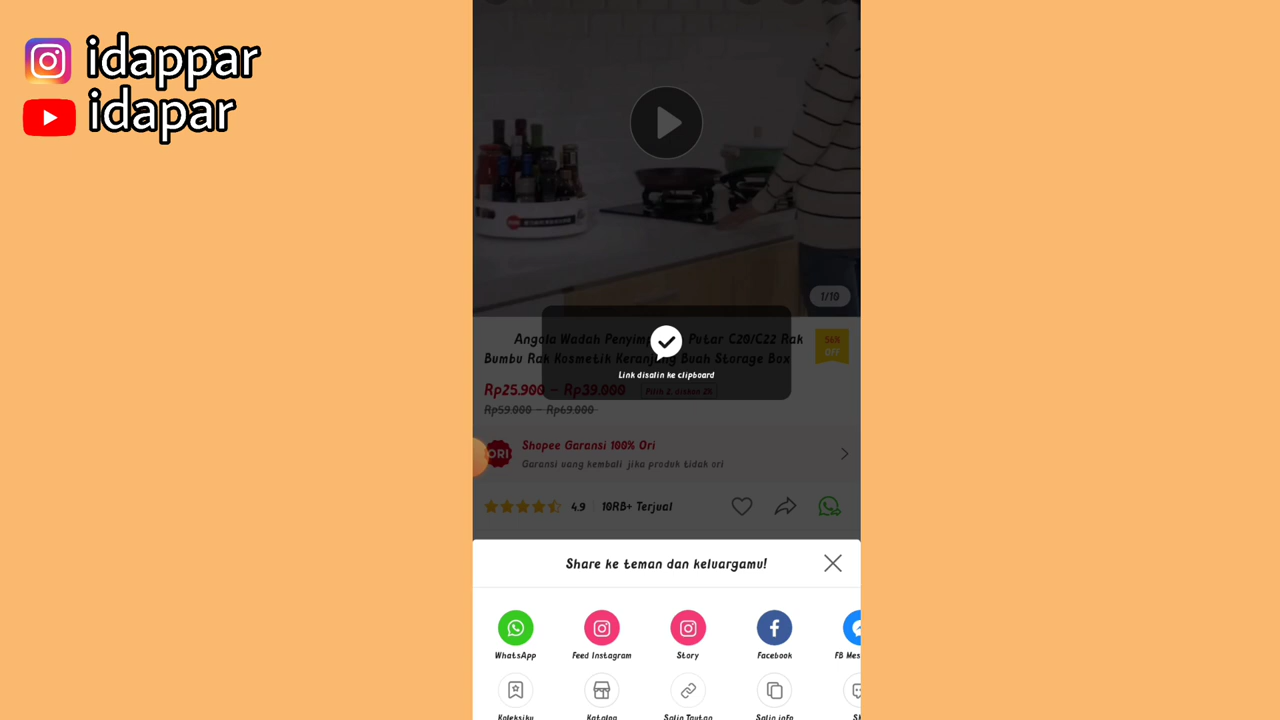 idappar
idapar
1/10
Angola Wadah Penyimp Putar C20/C22 Rak
Bumbu Rak Kosmetik Keranjang Buah Storage Box
56%
OFF
Link disalin ke clipboard
Rp25.900 - Rp39.000
Rp59.000 - Rp69.000
ORI
Shopee Garansi 100% Ori
Garansi uang kembali jika produk tidak ori
4.9
10RB+ Terjual
Share ke teman dan keluargamu!
WhatsApp
Feed Instagram
Story
Facebook
FB Mes
Koleksiku
Katalog
Salin Tautan
Salin info